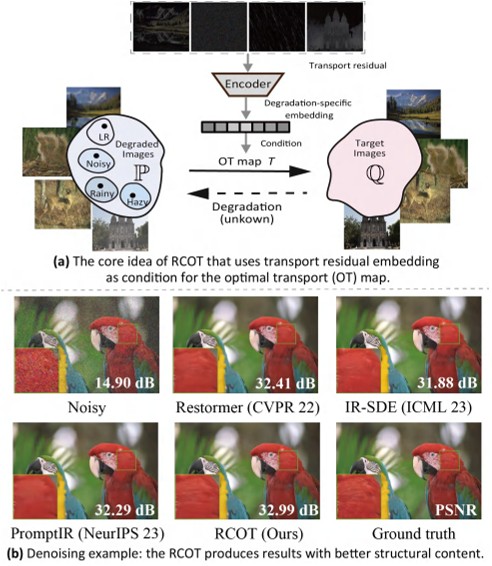 Transport residual
Encoder
Degradation-specific
embedding
Condition
LR
Degraded
Images
ℙ
Noisy
Rainy
Hazy
OT map T
Degradation
(unkown)
Target
Images
ℚ
(a) The core idea of RCOT that uses transport residual embedding
as condition for the optimal transport (OT) map.
14.90 dB
32.41 dB
31.88 dB
Noisy
Restormer (CVPR 22)
IR-SDE (ICML 23)
32.29 dB
32.99 dB
PSNR
PromptIR (NeurIPS 23)
RCOT (Ours)
Ground truth
(b) Denoising example: the RCOT produces results with better structural content.